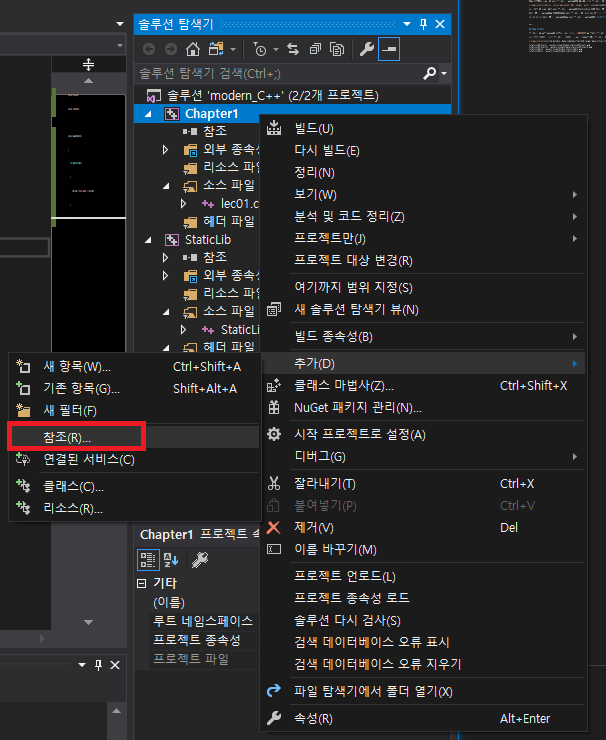 솔루션 탐색기
솔루션 탐색기 검색(Ctrl+;)
솔루션 'modern_C++' (2/2개 프로젝트)
Chapter1
참조
외부 종속성
리소스 파일
소스 파일
lec01.c
헤더 파일
StaticLib
참조
외부 종속성
리소스 파일
소스 파일
StaticLi
헤더 파일
빌드(U)
다시 빌드(E)
정리(N)
보기(W)
분석 및 코드 정리(Z)
프로젝트만(J)
프로젝트 대상 변경(R)
여기까지 범위 지정(S)
새 솔루션 탐색기 뷰(N)
빌드 종속성(B)
추가(D)
클래스 마법사(Z)... Ctrl+Shift+X
NuGet 패키지 관리(N)...
시작 프로젝트로 설정(A)
디버그(G)
잘라내기(T) Ctrl+X
붙여넣기(P) Ctrl+V
제거(V) Del
이름 바꾸기(M)
프로젝트 언로드(L)
프로젝트 종속성 로드
솔루션 다시 검사(S)
검색 데이터베이스 오류 표시
검색 데이터베이스 오류 지우기
파일 탐색기에서 폴더 열기(X)
속성(R) Alt+Enter
새 항목(W)... Ctrl+Shift+A
기존 항목(G)... Shift+Alt+A
새 필터(F)
참조(R)...
연결된 서비스(C)
클래스(C)...
리소스(R)...
Chapter1 프로젝트 속
기타
(이름)
루트 네임스페이스
프로젝트 종속성
프로젝트 파일